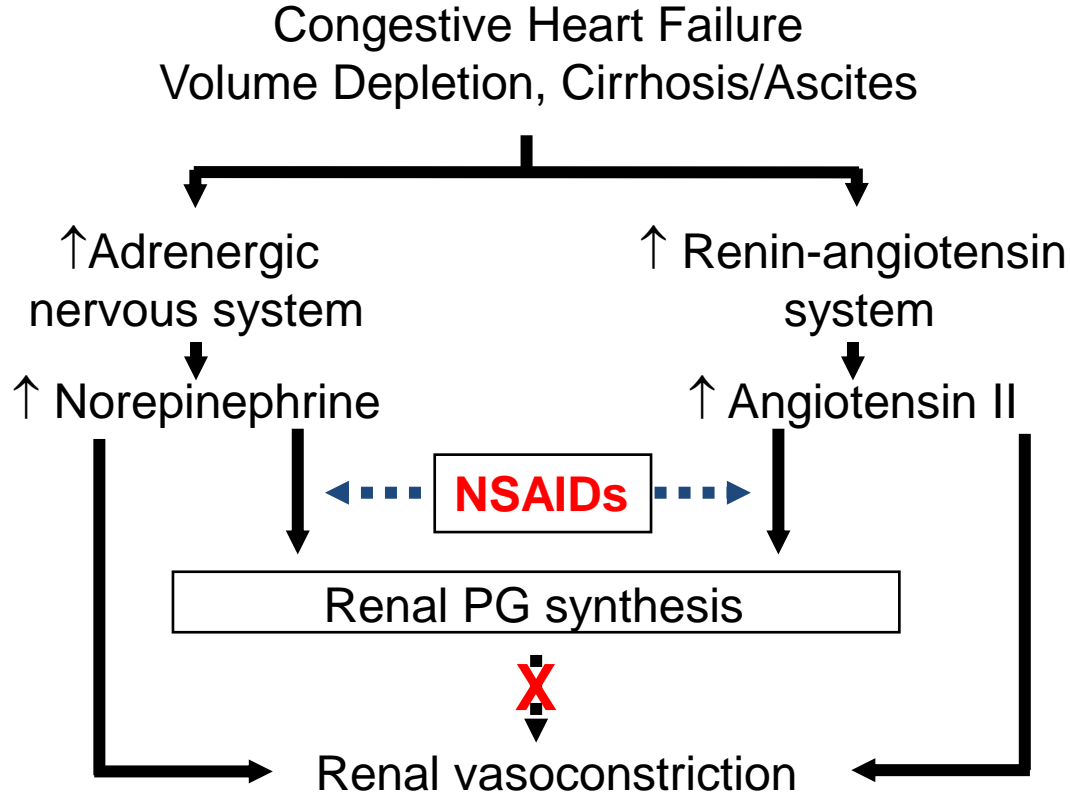 Congestive Heart Failure
Volume Depletion, Cirrhosis/Ascites
↑Adrenergic
nervous system
↑ Renin-angiotensin
system
↑ Norepinephrine
↑ Angiotensin II
NSAIDs
Renal PG synthesis
X
Renal vasoconstriction